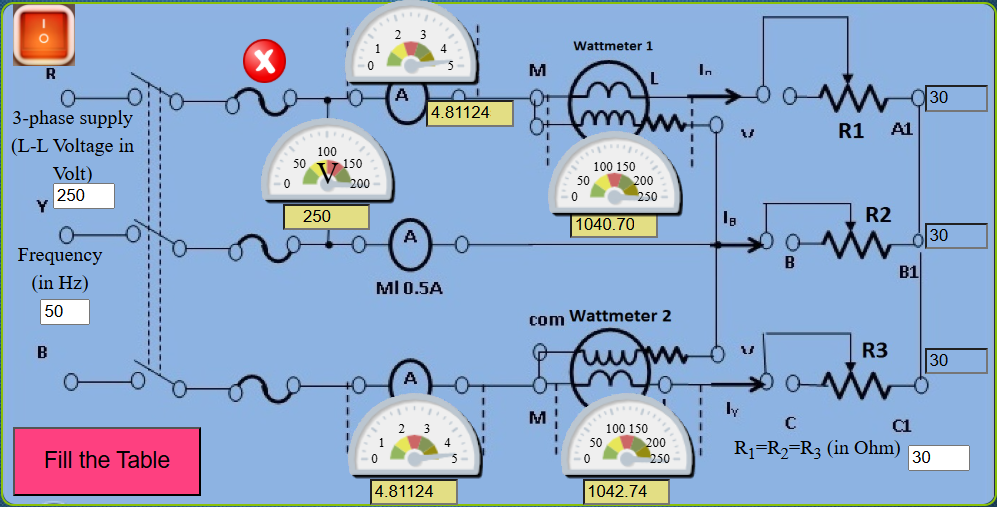 I
O
X
R
3-phase supply
(L-L Voltage in
Volt)
250
Y
Frequency
(in Hz)
50
B
Fill the Table
0 1 2 3 4 5
A
4.81124
0 50 100 150 200
V
250
A
MI 0.5A
A
0 1 2 3 4 5
4.81124
Wattmeter 1
M
L
V
0 50 100 150 200 250
1040.70
com
Wattmeter 2
M
L
V
0 50 100 150 200 250
1042.74
IB
IY
R1
A1
30
R2
B
B1
30
R3
C
C1
30
R1=R2=R3 (in Ohm)
30